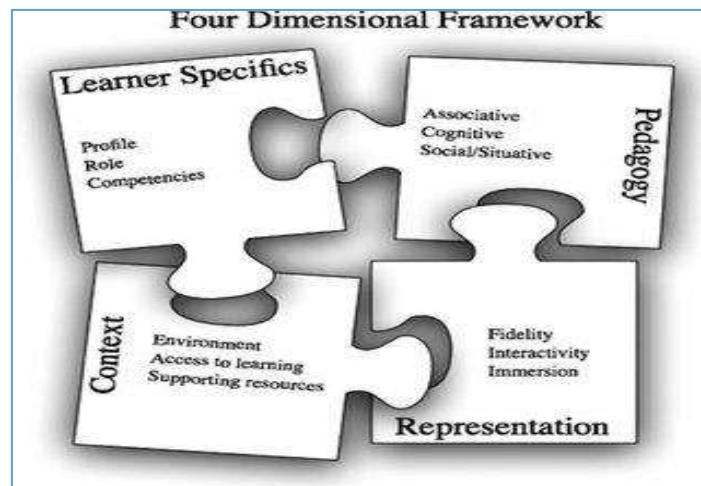 Four Dimensional Framework
Learner Specifics
Profile
Role
Competencies
Associative
Cognitive
Social/Situative
Pedagogy
Context
Environment
Access to learning
Supporting resources
Fidelity
Interactivity
Immersion
Representation